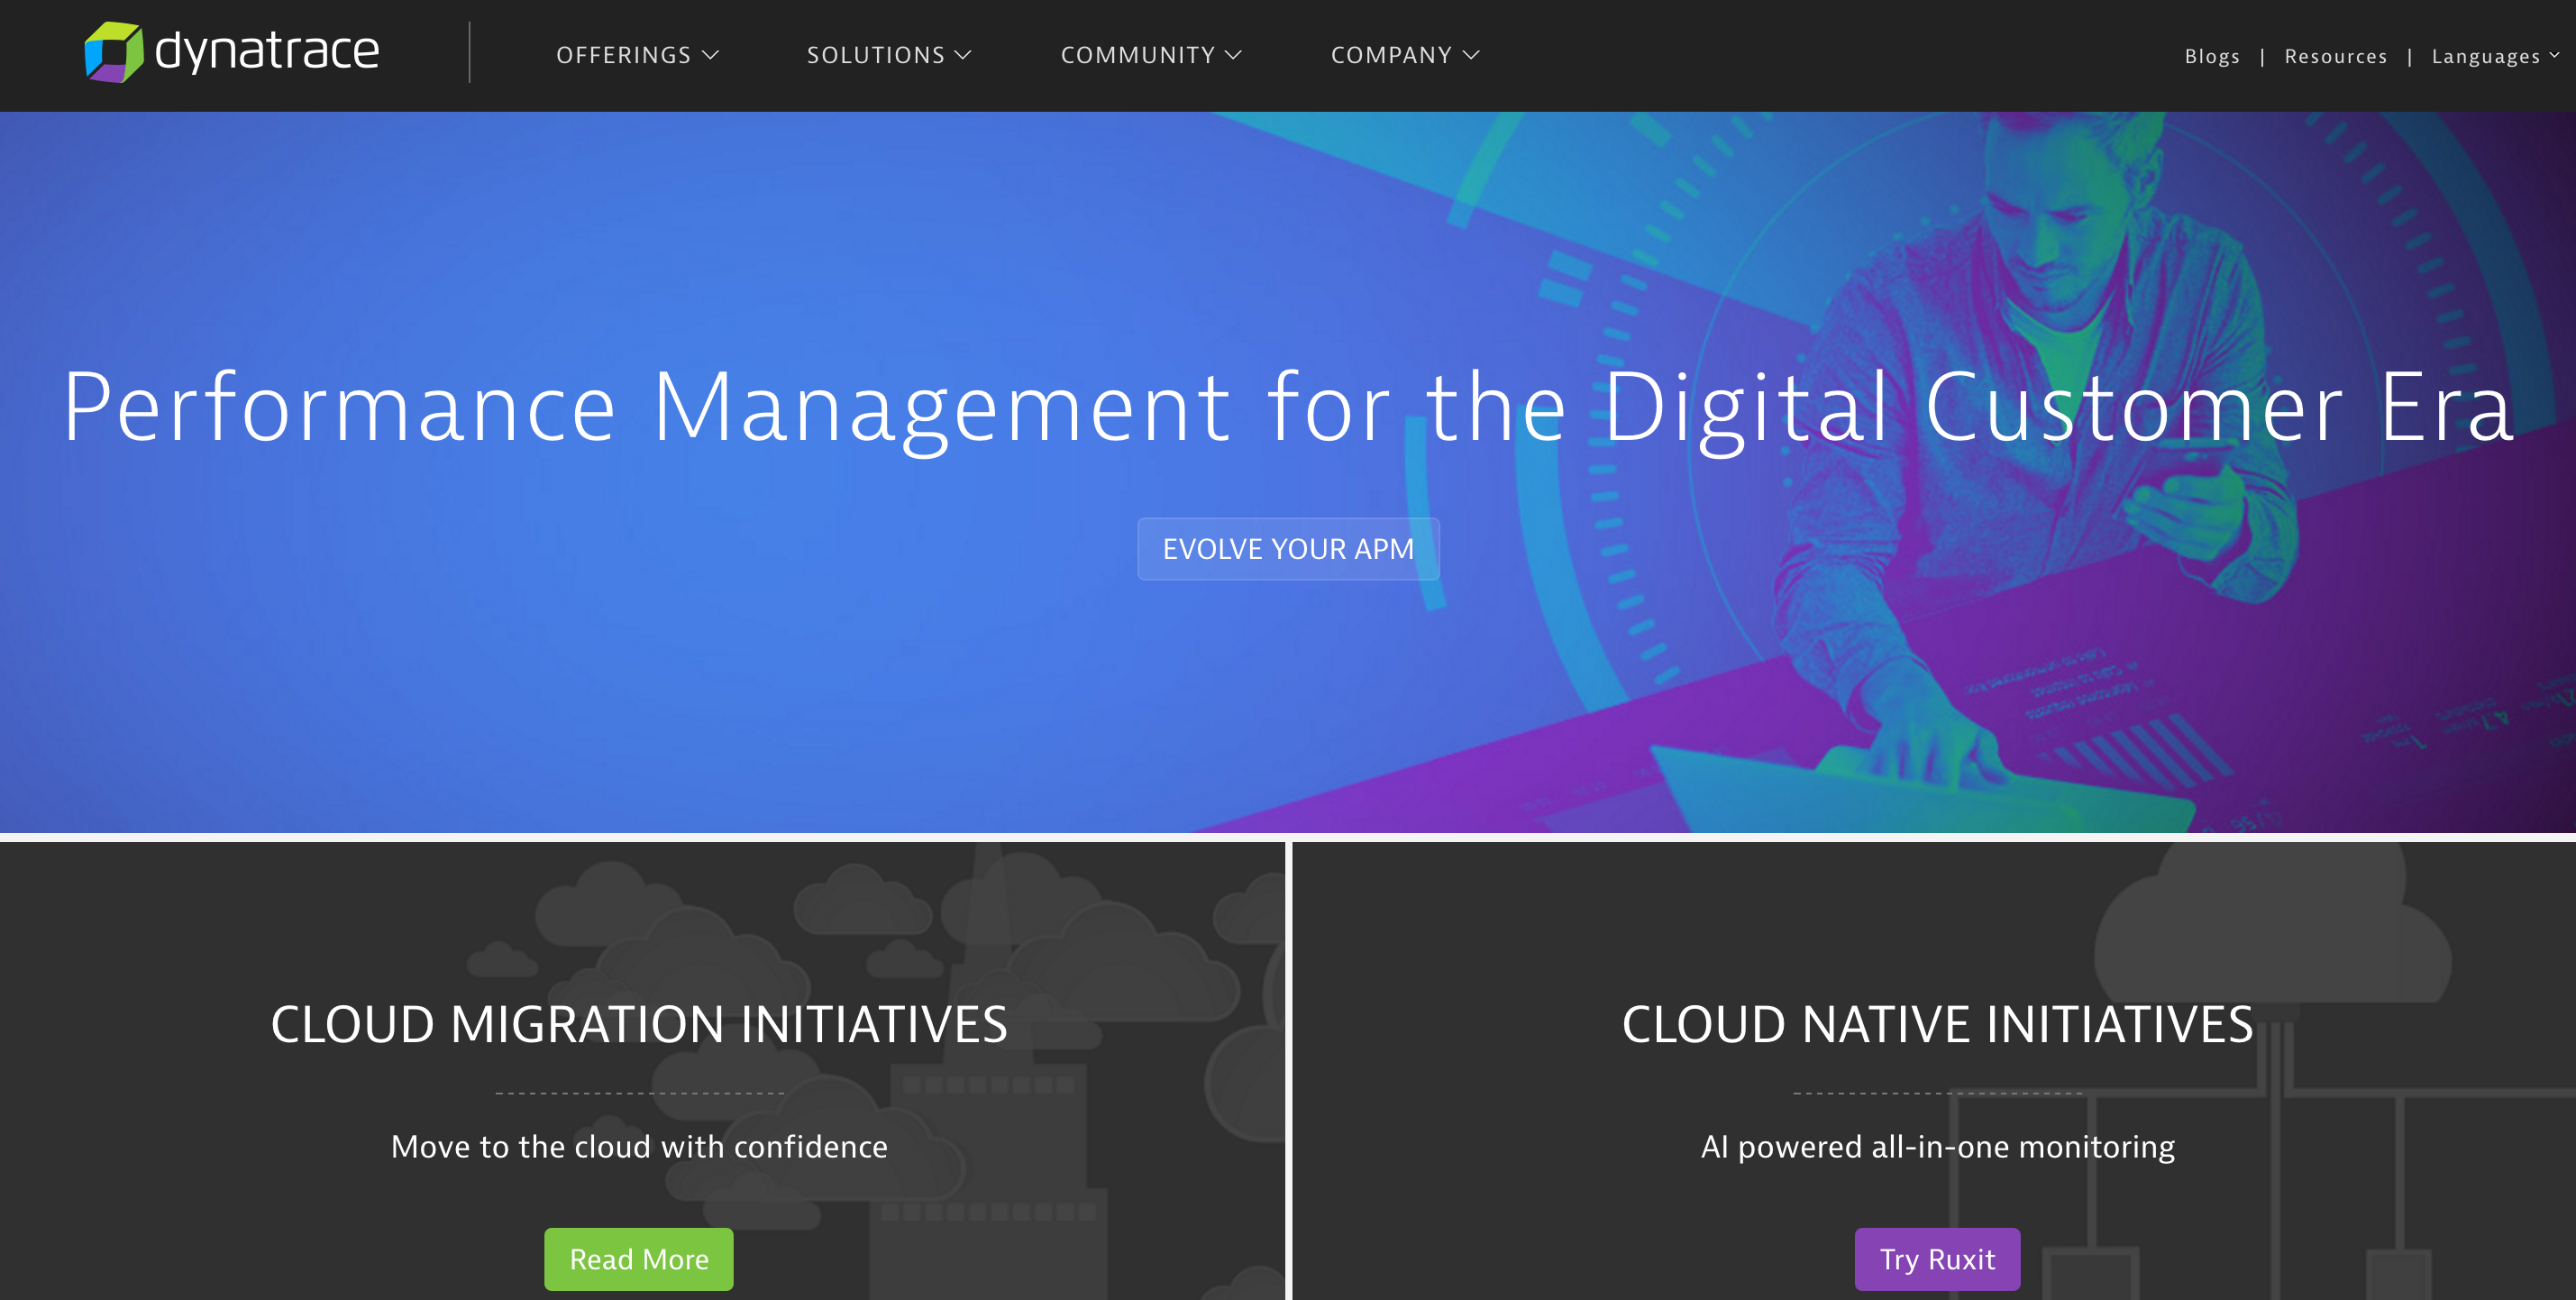 dynatrace
OFFERINGS
SOLUTIONS
COMMUNITY
COMPANY
Blogs | Resources | Languages
Performance Management for the Digital Customer Era
EVOLVE YOUR APM
CLOUD MIGRATION INITIATIVES
Move to the cloud with confidence
Read More
CLOUD NATIVE INITIATIVES
AI powered all-in-one monitoring
Try Ruxit